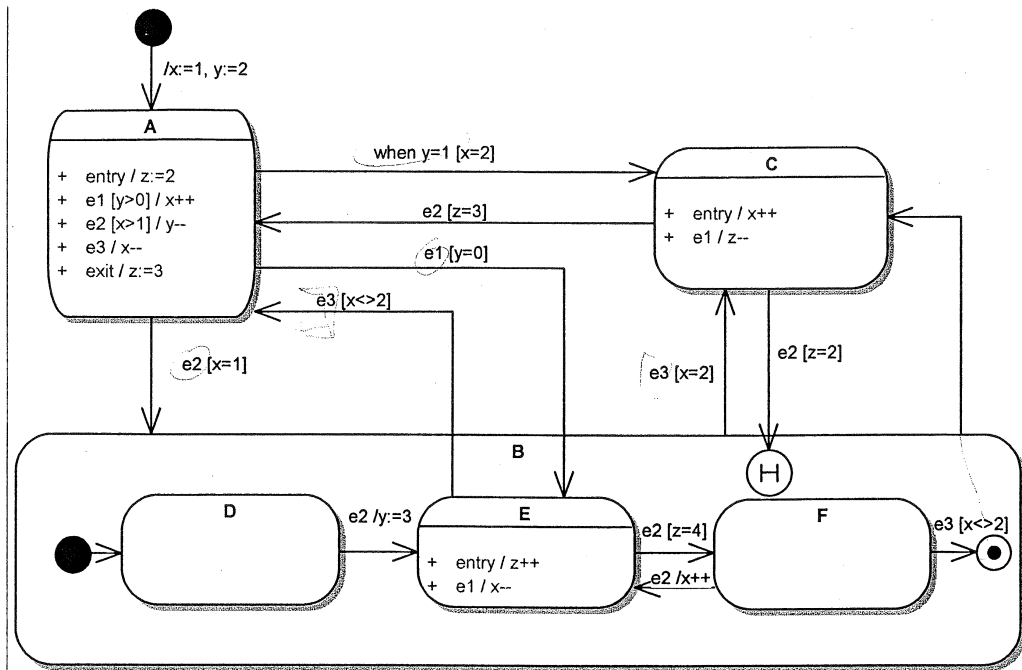 /x:=1, y:=2
A
+ entry / z:=2
+ e1 [y>0] / x++
+ e2 [x>1] / y--
+ e3 / x--
+ exit / z:=3
when y=1 [x=2]
C
+ entry / x++
+ e1 / z--
e2 [z=3]
e1 [y=0]
e3 [x<>2]
e2 [x=1]
e3 [x=2]
e2 [z=2]
B
H
D
e2 /y:=3
E
+ entry / z++
+ e1 / x--
e2 [z=4]
e2 /x++
F
e3 [x<>2]